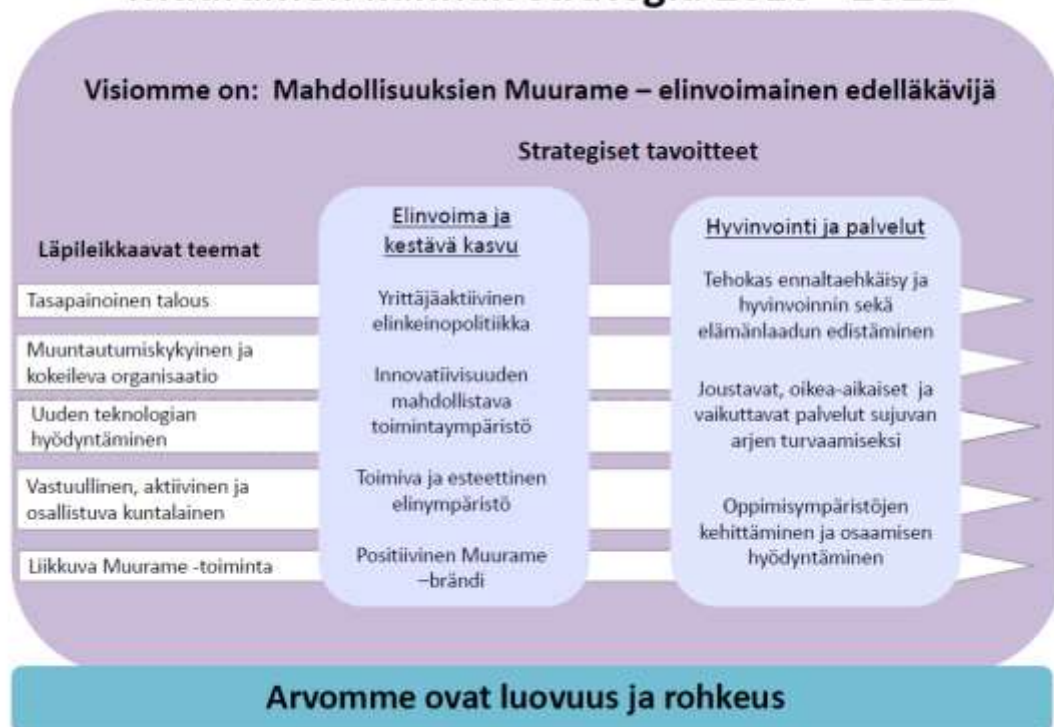 Visiomme on: Mahdollisuuksien Muurame – elinvoimainen edelläkävijä
Strategiset tavoitteet
Läpileikkaavat teemat
Tasapainoinen talous
Muuntautumiskykyinen ja
kokeileva organisaatio
Uuden teknologian
hyödyntäminen
Vastuullinen, aktiivinen ja
osallistuva kuntalainen
Liikkuva Muurame -toiminta
Elinvoima ja
kestävä kasvu
Yrittäjäaktiivinen
elinkeinopolitiikka
Innovatiivisuuden
mahdollistava
toimintaympäristö
Toimiva ja esteettinen
elinympäristö
Positiivinen Muurame
–brändi
Hyvinvointi ja palvelut
Tehokas ennaltaehkäisy ja
hyvinvoinnin sekä
elämänlaadun edistäminen
Joustavat, oikea-aikaiset ja
vaikuttavat palvelut sujuvan
arjen turvaamiseksi
Oppimisympäristöjen
kehittäminen ja osaamisen
hyödyntäminen
Arvomme ovat luovuus ja rohkeus